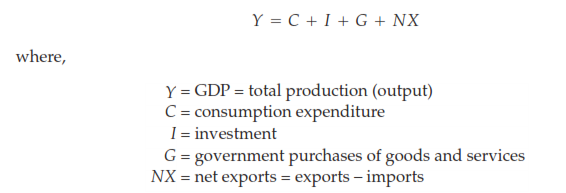 Y = C + I + G + NX
where,
Y = GDP = total production (output)
C = consumption expenditure
I = investment
G = government purchases of goods and services
NX = net exports = exports – imports